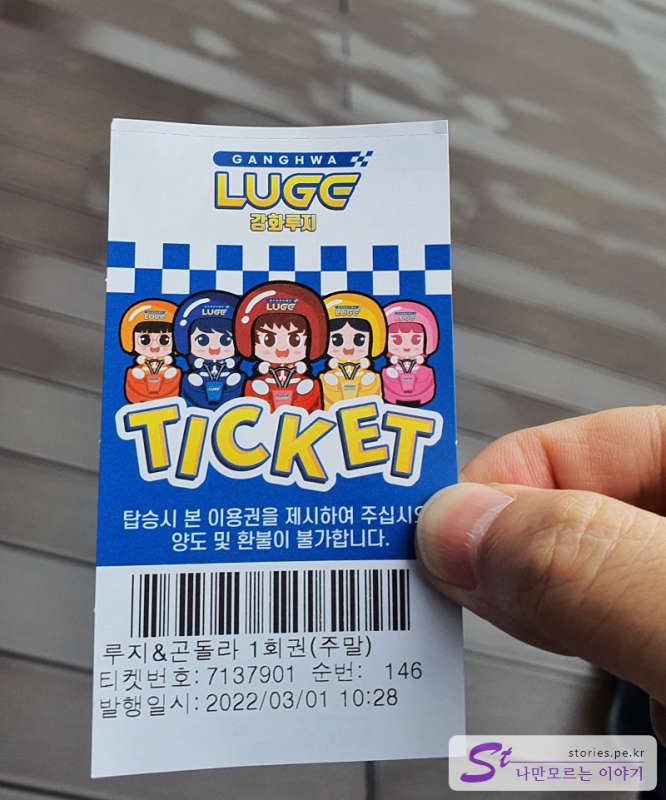 GANGHWA
LUGE
강화루지
LUGE
LUGE
GANGHWA
LUGE
LUGE
LUGE
TICKET
탑승시 본 이용권을 제시하여 주십시오
양도 및 환불이 불가합니다.
루지&곤돌라 1회권(주말)
티켓번호: 7137901 순번: 146
발행일시: 2022/03/01 10:28
stories.pe.kr
St 나만모르는 이야기